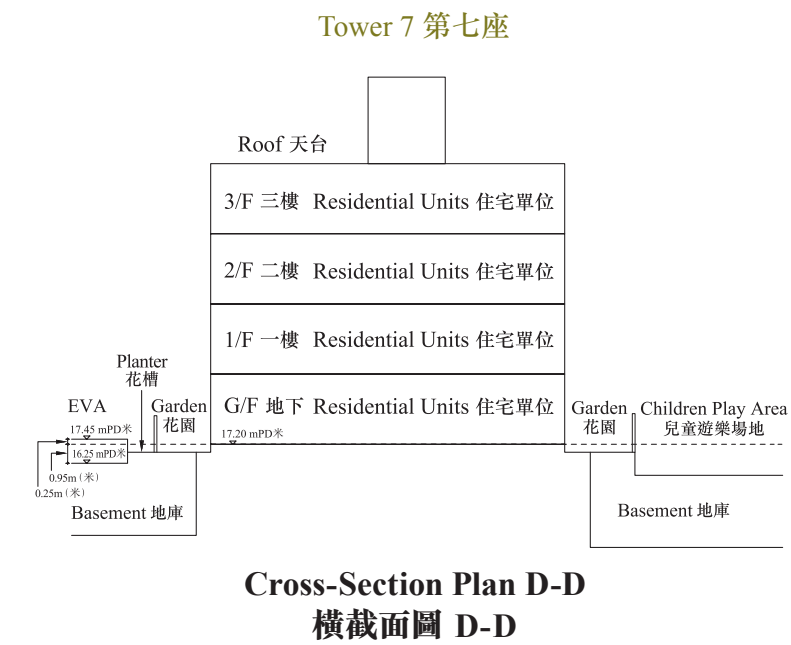 Tower 7 第七座
Roof 天台
3/F 三樓 Residential Units 住宅單位
2/F 二樓 Residential Units 住宅單位
1/F 一樓 Residential Units 住宅單位
Planter
花槽
EVA
Garden
花園
G/F 地下 Residential Units 住宅單位
Garden
花園
Children Play Area
兒童遊樂場地
17.45 mPD米
17.20 mPD米
16.25 mPD米
0.95m (米)
0.25m (米)
Basement 地庫
Basement 地庫
Cross-Section Plan D-D
橫截面圖 D-D